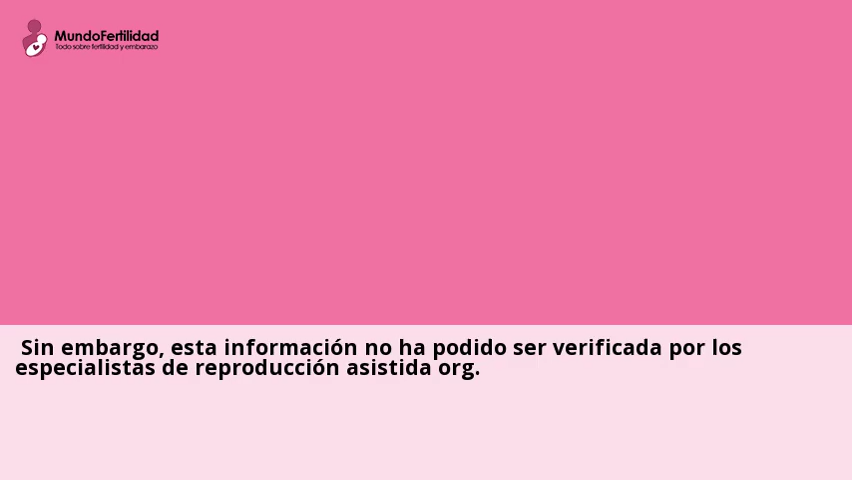 MundoFertilidad
Todo sobre fertilidad y embarazo
Sin embargo, esta información no ha podido ser verificada por los
especialistas de reproducción asistida org.